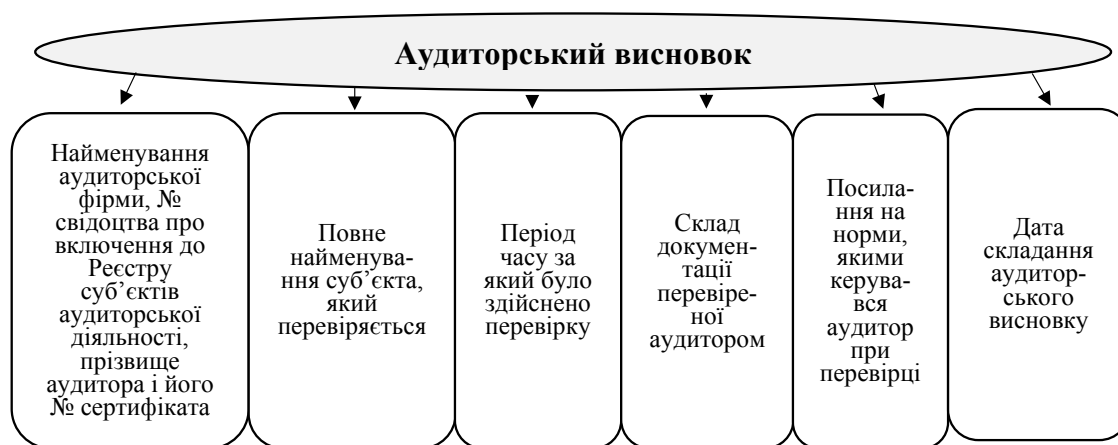 Аудиторський висновок
Найменування
аудиторської
фірми, №
свідоцтва про
включення до
Реєстру
суб’єктів
аудиторської
діяльності,
прізвище
аудитора і його
№ сертифіката
Повне
найменува-
ння суб’єкта,
який
перевіряється
Період
часу за
який було
здійснено
перевірку
Склад
докумен-
тації
перевіре-
ної
аудитором
Посила-
ння на
норми,
якими
керува-
вся
аудитор
при
перевірці
Дата
складання
аудитор-
ського
висновку